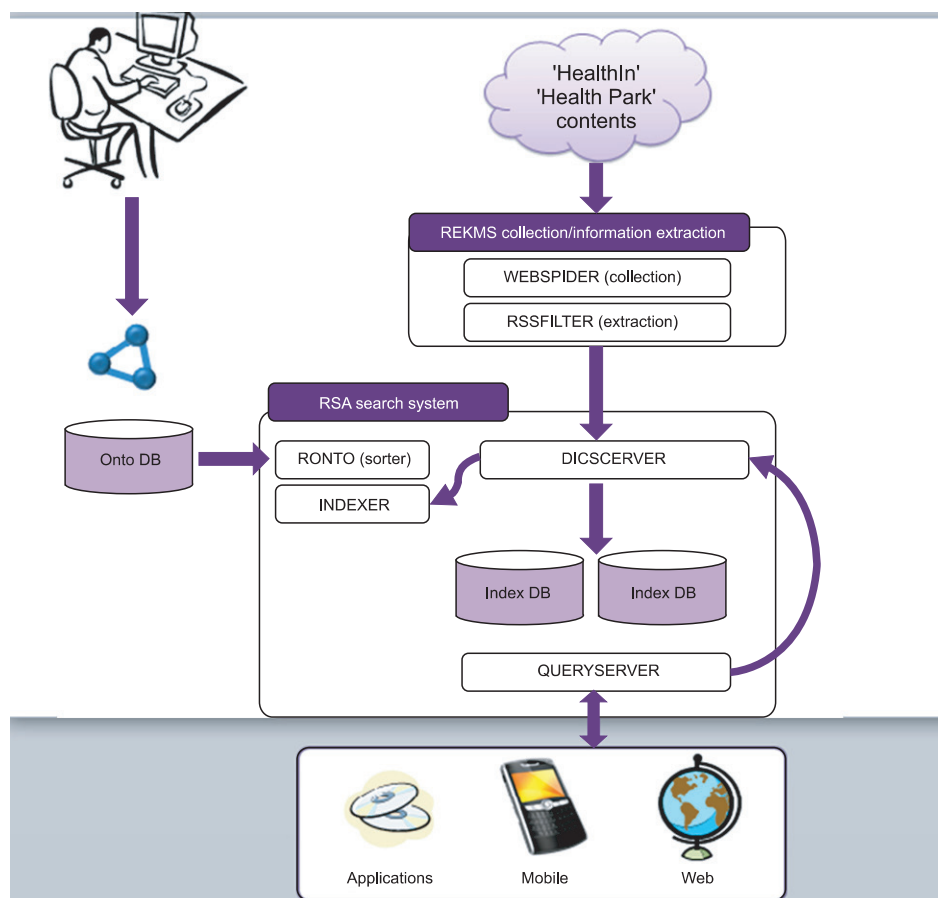 'HealthIn'
'Health Park'
contents
REKMS collection/information extraction
WEBSPIDER (collection)
RSSFILTER (extraction)
RSA search system
Onto DB
RONTO (sorter)
DICSCERVER
INDEXER
Index DB
Index DB
QUERYSERVER
Applications
Mobile
Web